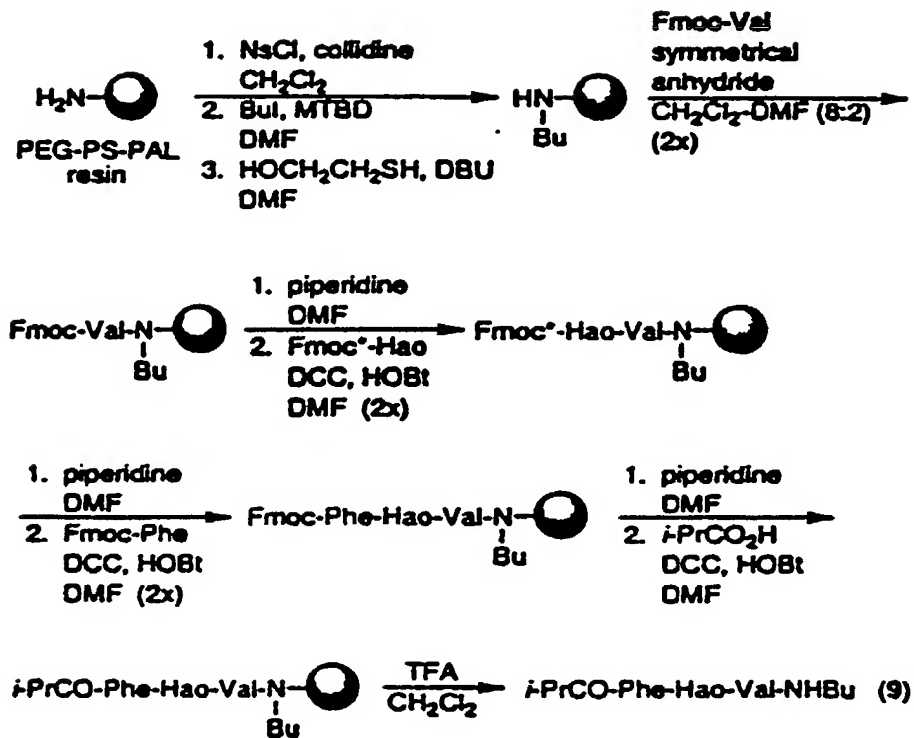 1. NsCl, collidine
CH2Cl2
2. BuI, MTBD
DMF
3. HOCH2CH2SH, DBU
DMF
H2N
PEG-PS-PAL
resin
HN
Bu
Fmoc-Val
symmetrical
anhydride
CH2Cl2-DMF (8:2)
(2x)
Fmoc-Val-N
Bu
1. piperidine
DMF
2. Fmoc*-Hao
DCC, HOBt
DMF (2x)
Fmoc*-Hao-Val-N
Bu
1. piperidine
DMF
2. Fmoc-Phe
DCC, HOBt
DMF (2x)
Fmoc-Phe-Hao-Val-N
Bu
1. piperidine
DMF
2. i-PrCO2H
DCC, HOBt
DMF
i-PrCO-Phe-Hao-Val-N
Bu
TFA
CH2Cl2
i-PrCO-Phe-Hao-Val-NHBu (9)